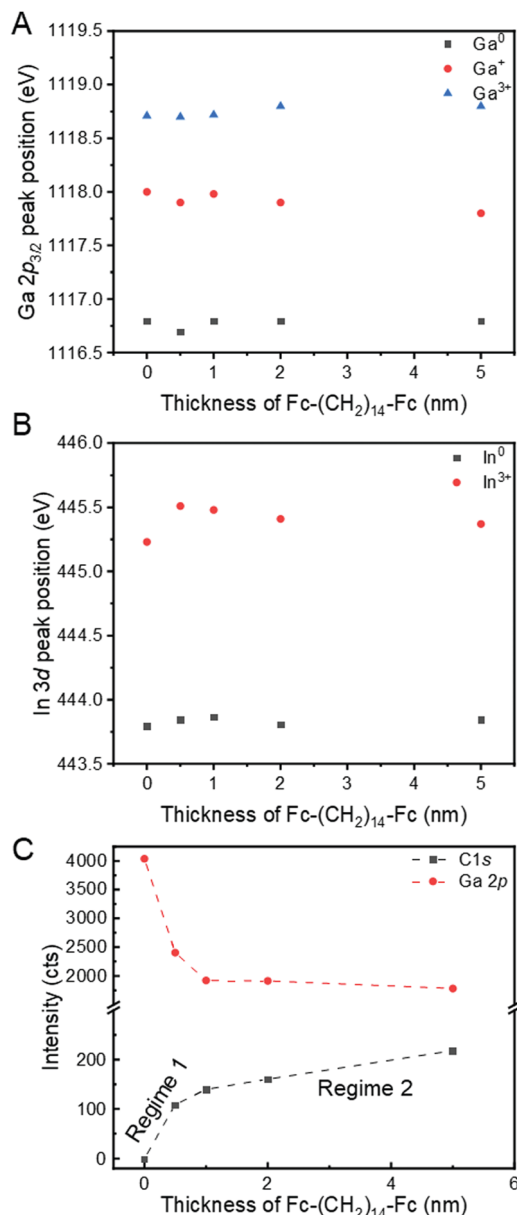 A
1119.5
1119.0
1118.5
1118.0
1117.5
1117.0
1116.5
Ga 2p3/2 peak position (eV)
Ga⁰
Ga⁺
Ga³⁺
0 1 2 3 4 5
Thickness of Fc-(CH₂)₁₄-Fc (nm)
B
446.0
445.5
445.0
444.5
444.0
443.5
In 3d peak position (eV)
In⁰
In³⁺
0 1 2 3 4 5
Thickness of Fc-(CH₂)₁₄-Fc (nm)
C
4000
3500
3000
2500
2000
200
100
0
Intensity (cts)
C1s
Ga 2p
Regime 1
Regime 2
0 2 4 6
Thickness of Fc-(CH₂)₁₄-Fc (nm)